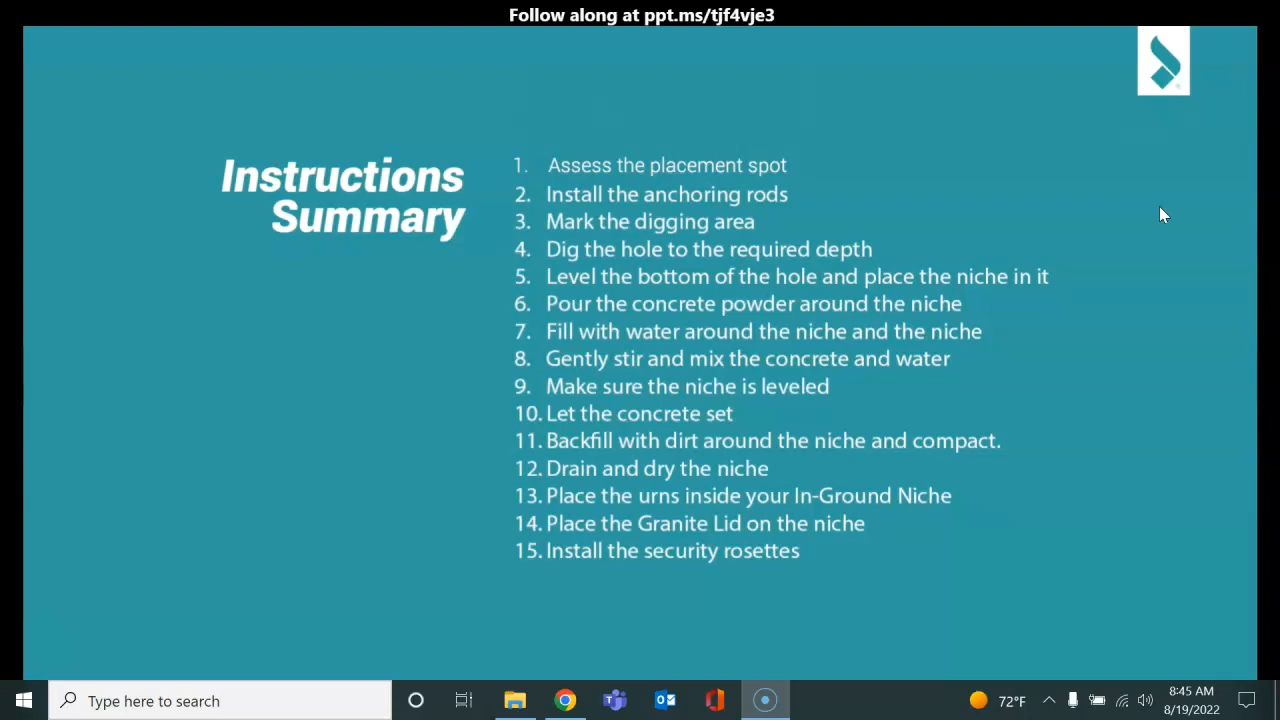 Follow along at ppt.ms/tjf4vje3
Instructions
Summary
1. Assess the placement spot
2. Install the anchoring rods
3. Mark the digging area
4. Dig the hole to the required depth
5. Level the bottom of the hole and place the niche in it
6. Pour the concrete powder around the niche
7. Fill with water around the niche and the niche
8. Gently stir and mix the concrete and water
9. Make sure the niche is leveled
10. Let the concrete set
11. Backfill with dirt around the niche and compact.
12. Drain and dry the niche
13. Place the urns inside your In-Ground Niche
14. Place the Granite Lid on the niche
15. Install the security rosettes
Type here to search
72°F
8:45 AM
8/19/2022